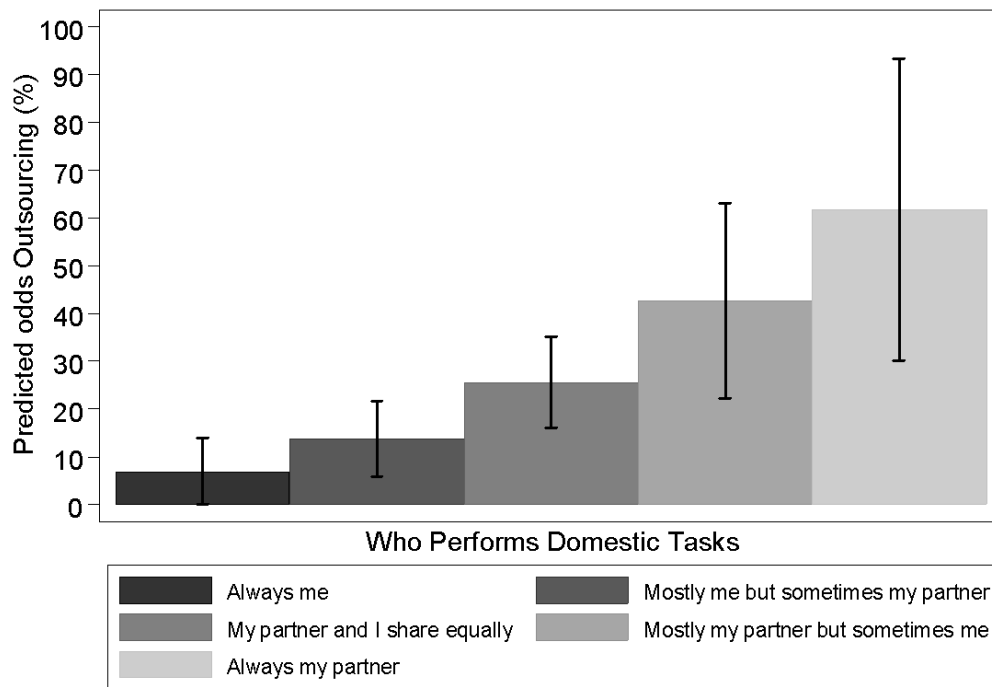 Predicted odds Outsourcing (%)
100
90
80
70
60
50
40
30
20
10
0
Who Performs Domestic Tasks
Always me
Mostly me but sometimes my partner
My partner and I share equally
Mostly my partner but sometimes me
Always my partner